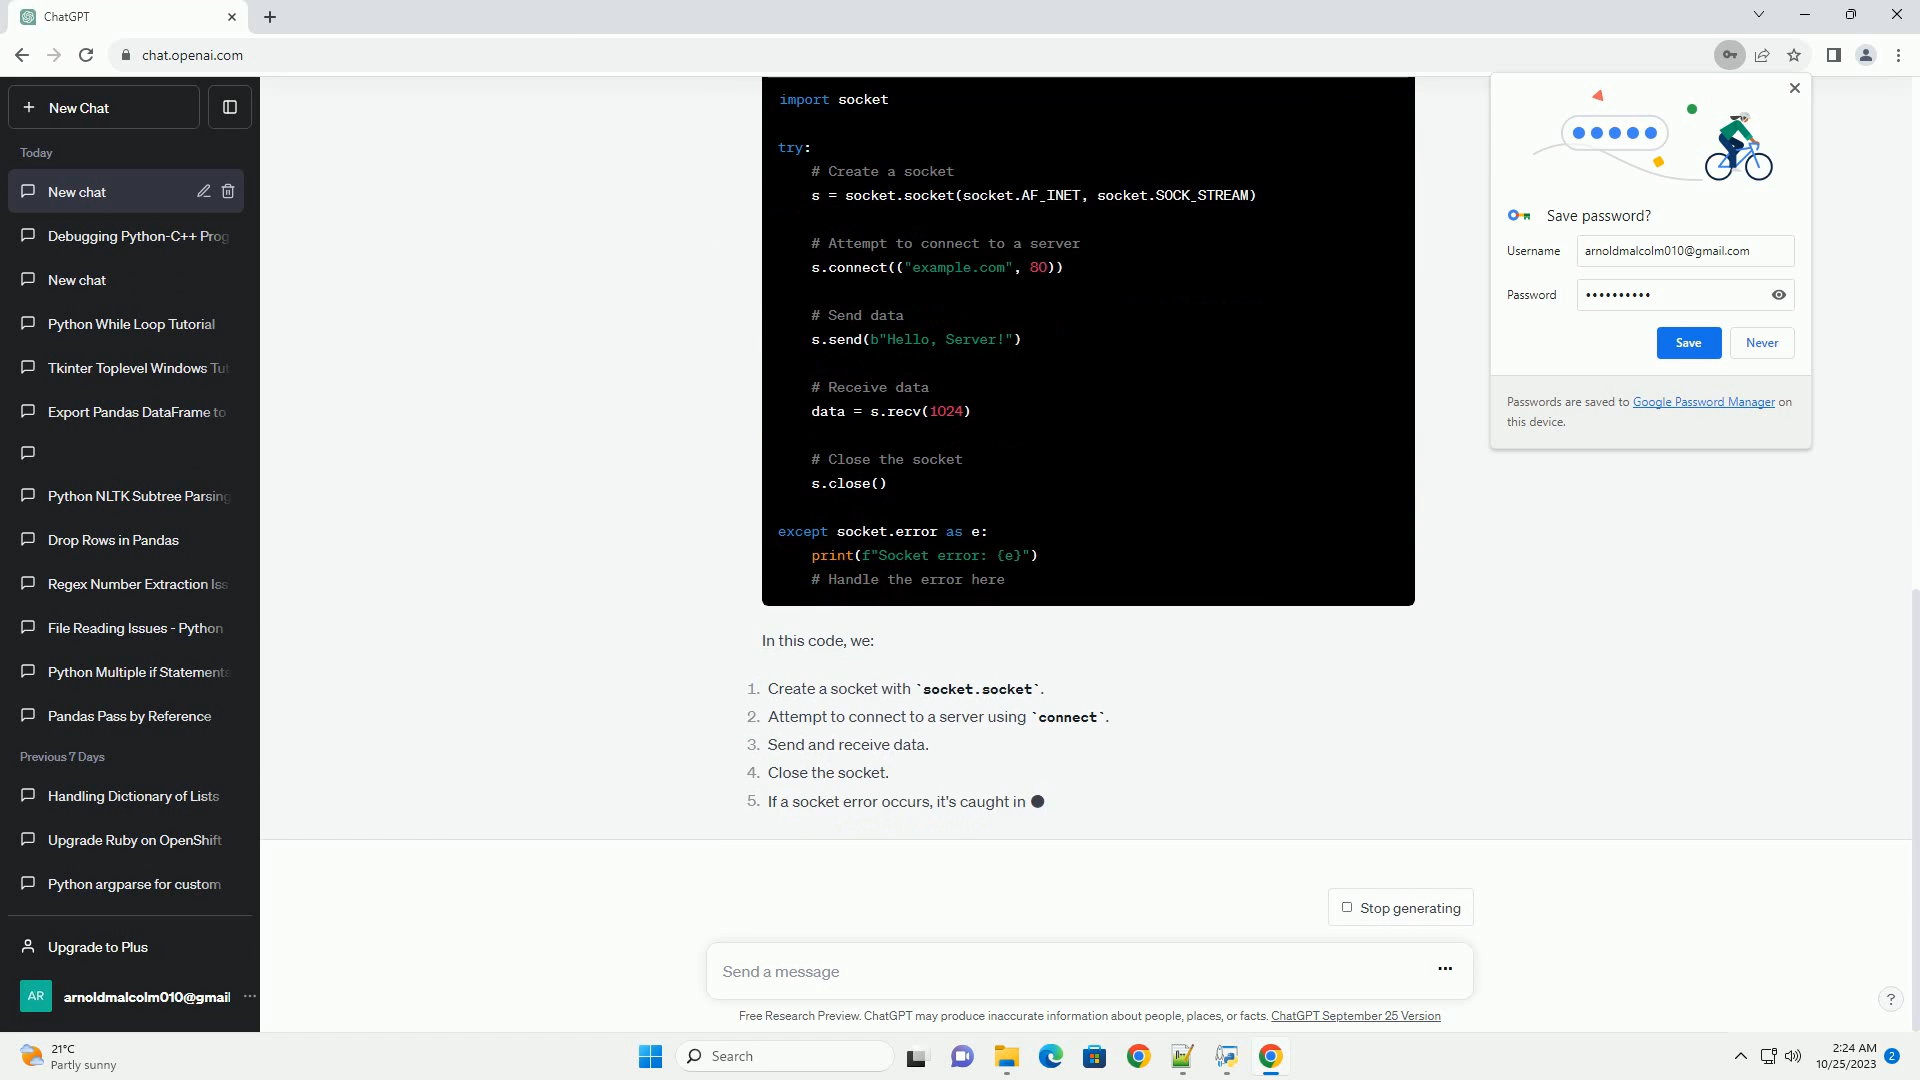 ChatGPT
chat.openai.com
New Chat
Today
New chat
Debugging Python-C++ Prog
New chat
Python While Loop Tutorial
Tkinter Toplevel Windows Tut
Export Pandas DataFrame to
Python NLTK Subtree Parsing
Drop Rows in Pandas
Regex Number Extraction Iss
File Reading Issues - Python
Python Multiple if Statements
Pandas Pass by Reference
Previous 7 Days
Handling Dictionary of Lists
Upgrade Ruby on OpenShift
Python argparse for custom
Upgrade to Plus
AR
arnoldmalcolm010@gmail
import socket
try:
# Create a socket
s = socket.socket(socket.AF_INET, socket.SOCK_STREAM)
# Attempt to connect to a server
s.connect(("example.com", 80))
# Send data
s.send(b"Hello, Server!")
# Receive data
data = s.recv(1024)
# Close the socket
s.close()
except socket.error as e:
print(f"Socket error: {e}")
# Handle the error here
In this code, we:
1. Create a socket with `socket.socket`.
2. Attempt to connect to a server using `connect`.
3. Send and receive data.
4. Close the socket.
5. If a socket error occurs, it's caught in
Stop generating
Send a message
Free Research Preview. ChatGPT may produce inaccurate information about people, places, or facts. ChatGPT September 25 Version
?
Save password?
Username arnoldmalcolm010@gmail.com
Password ••••••••••
Save Never
Passwords are saved to Google Password Manager on
this device.
21°C
Partly sunny
Search
2:24 AM
10/25/2023
2